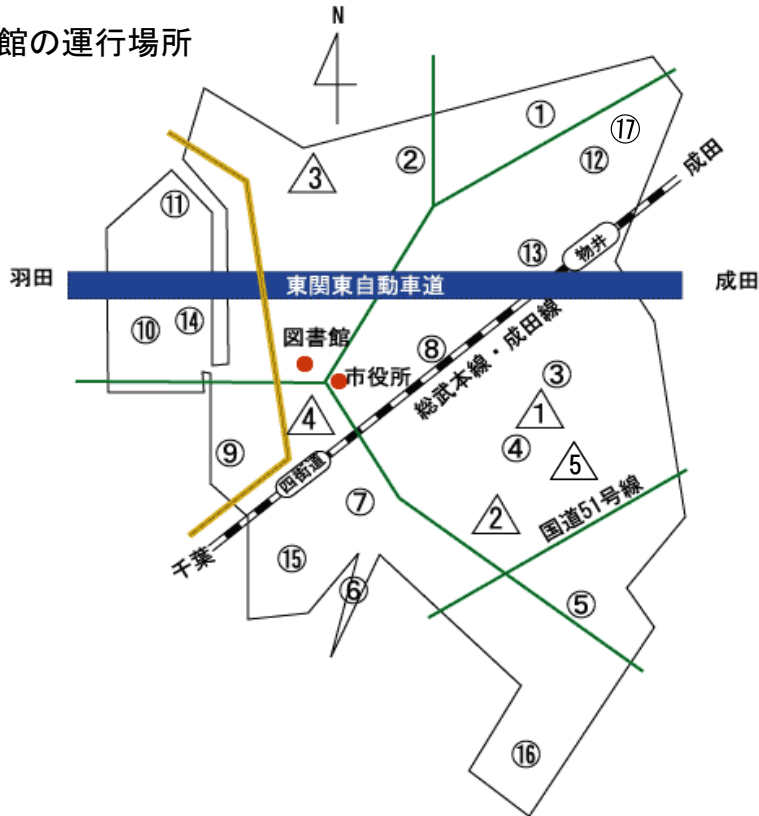 館の運行場所
N
①
⑰
②
⑫
3
成田
⑪
物井
⑬
羽田
東関東自動車道
成田
⑩
⑭
図書館
⑧
市役所
総武本線・成田線
③
1
4
④
⑨
5
四街道
⑦
2
国道51号線
千葉
⑮
⑥
⑤
⑯